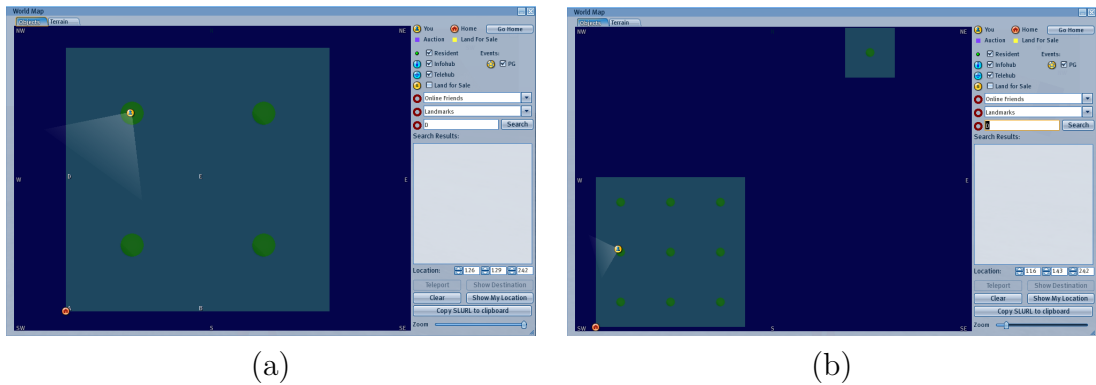 World Map
Objects Terrain
NW NE
W D E E
A B
SW S SE
You Home Go Home
Auction Land For Sale
Resident Events:
Infohub PG
Telehub
Land for Sale
Online Friends
Landmarks
D Search
Search Results:
Location: 126 129 242
Teleport Show Destination
Clear Show My Location
Copy SLURL to clipboard
Zoom
(a)
World Map
Objects Terrain
NW NE
W E
SW S SE
You Home Go Home
Auction Land For Sale
Resident Events:
Infohub PG
Telehub
Land for Sale
Online Friends
Landmarks
D Search
Search Results:
Location: 116 143 242
Teleport Show Destination
Clear Show My Location
Copy SLURL to clipboard
Zoom
(b)